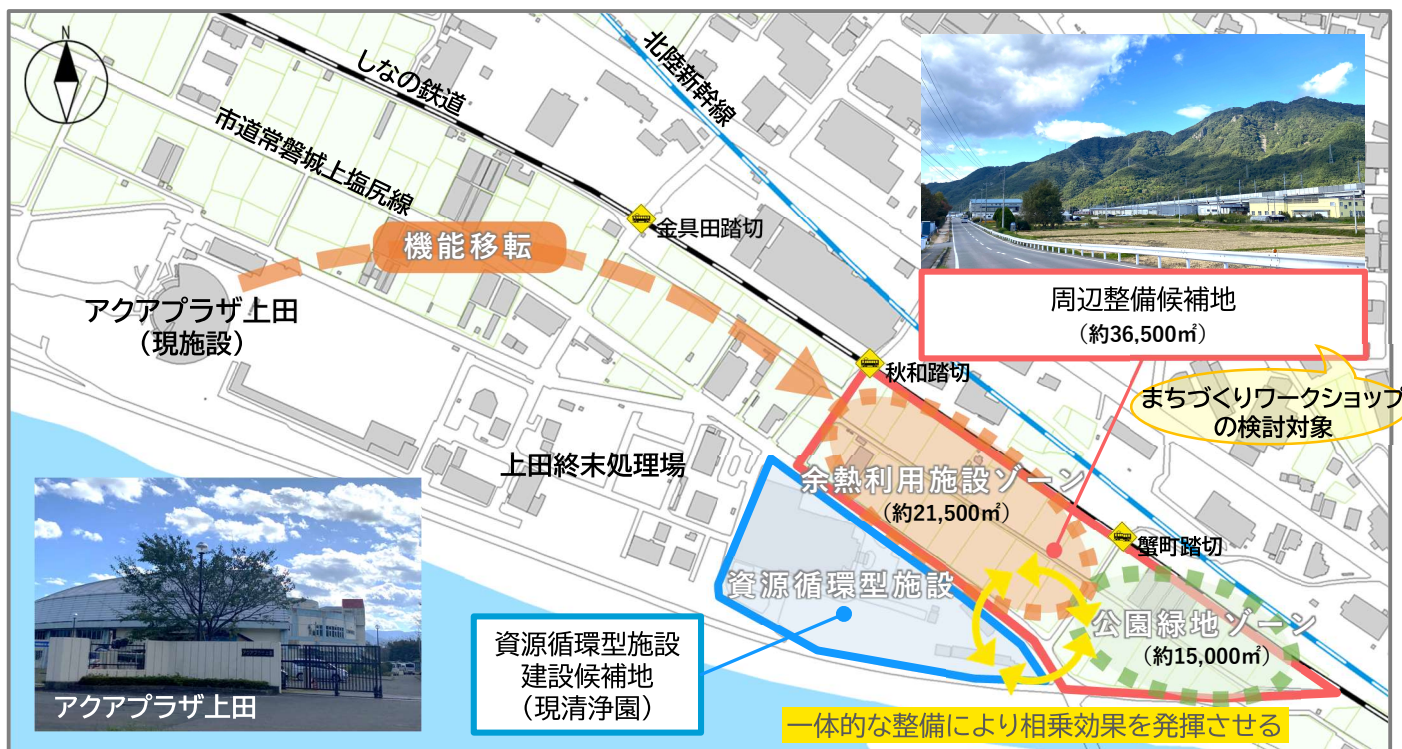 N
しなの鉄道
北陸新幹線
市道常磐城上塩尻線
金具田踏切
機能移転
アクアプラザ上田
（現施設）
周辺整備候補地
（約36,500㎡）
秋和踏切
まちづくりワークショップ
の検討対象
上田終末処理場
余熱利用施設ゾーン
（約21,500㎡）
蟹町踏切
資源循環型施設
公園緑地ゾーン
（約15,000㎡）
資源循環型施設
建設候補地
（現清浄園）
アクアプラザ上田
一体的な整備により相乗効果を発揮させる